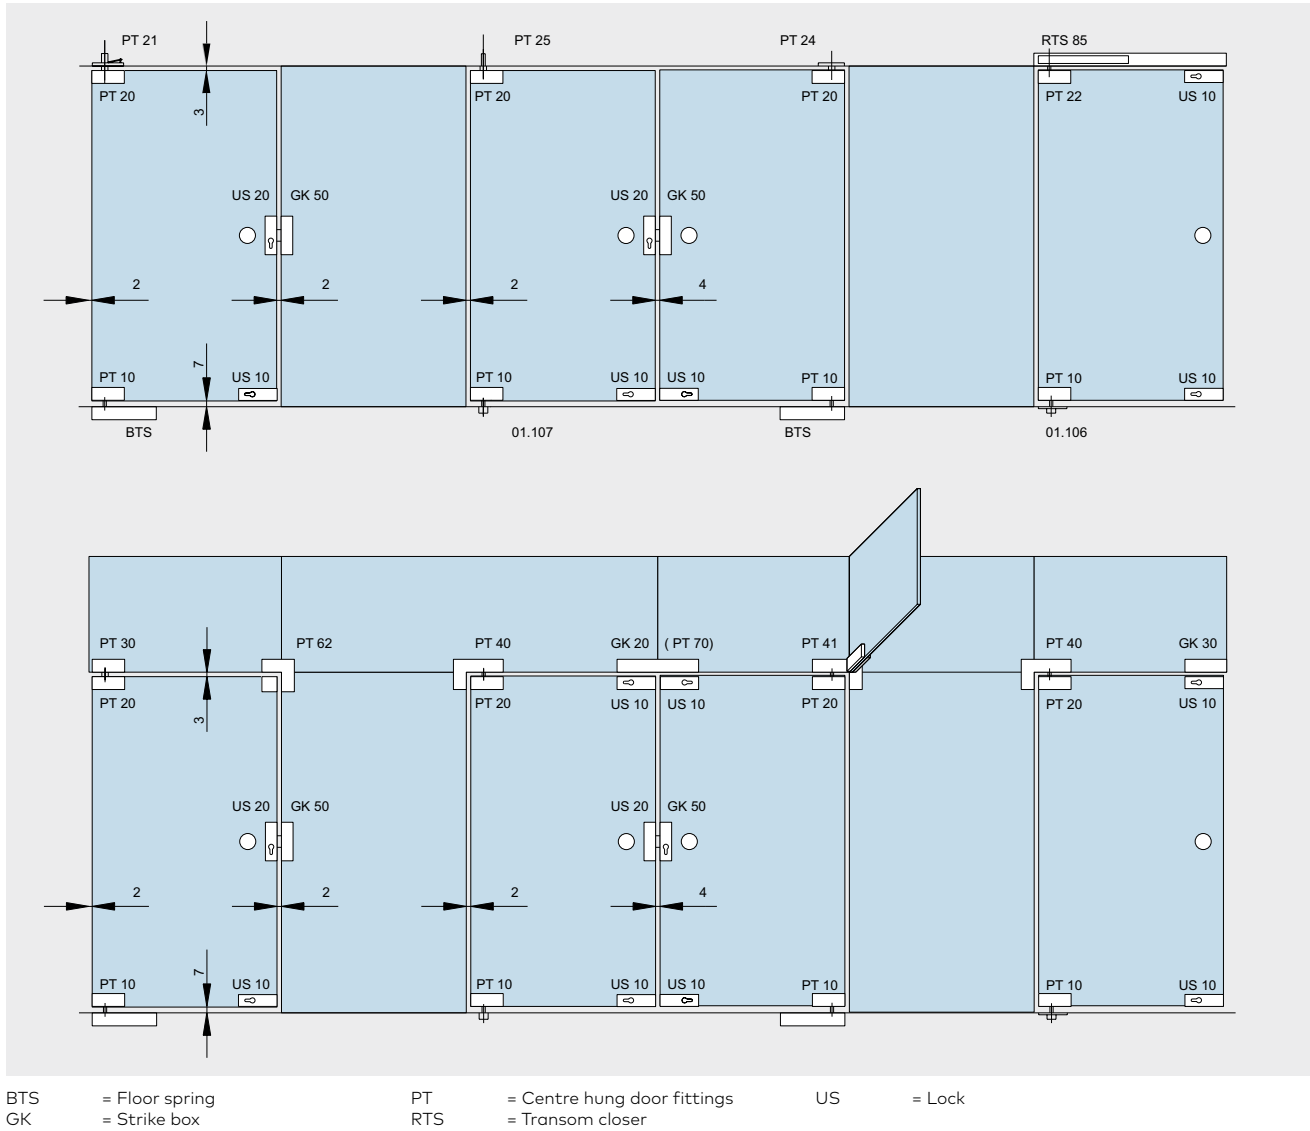 PT 21 PT 25 PT 24 RTS 85
PT 20 PT 20 PT 20 PT 22 US 10
3
US 20 GK 50 US 20 GK 50
2 2 2 4
7
PT 10 US 10 PT 10 US 10 US 10 PT 10 PT 10 US 10
BTS 01.107 BTS 01.106
PT 30 PT 62 PT 40 GK 20 ( PT 70) PT 41 PT 40 GK 30
PT 20 PT 20 US 10 US 10 PT 20 PT 20 US 10
3
US 20 GK 50 US 20 GK 50
2 2 2 4
7
PT 10 US 10 PT 10 US 10 US 10 PT 10 PT 10 US 10
BTS = Floor spring PT = Centre hung door fittings US = Lock
GK = Strike box RTS = Transom closer